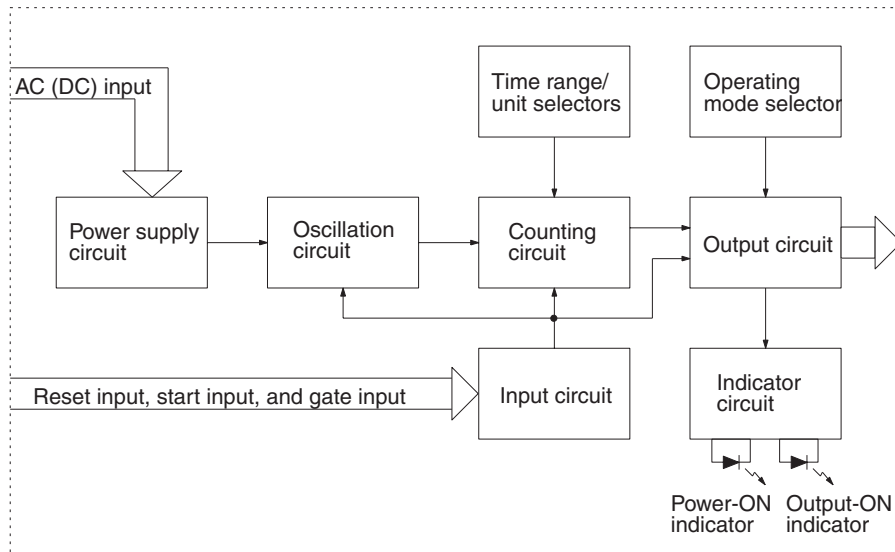 AC (DC) input
Time range/
unit selectors
Operating
mode selector
Power supply
circuit
Oscillation
circuit
Counting
circuit
Output circuit
Reset input, start input, and gate input
Input circuit
Indicator
circuit
Power-ON
indicator
Output-ON
indicator